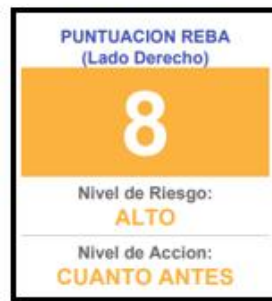 PUNTUACION REBA
(Lado Derecho)
8
Nivel de Riesgo:
ALTO
Nivel de Accion:
CUANTO ANTES